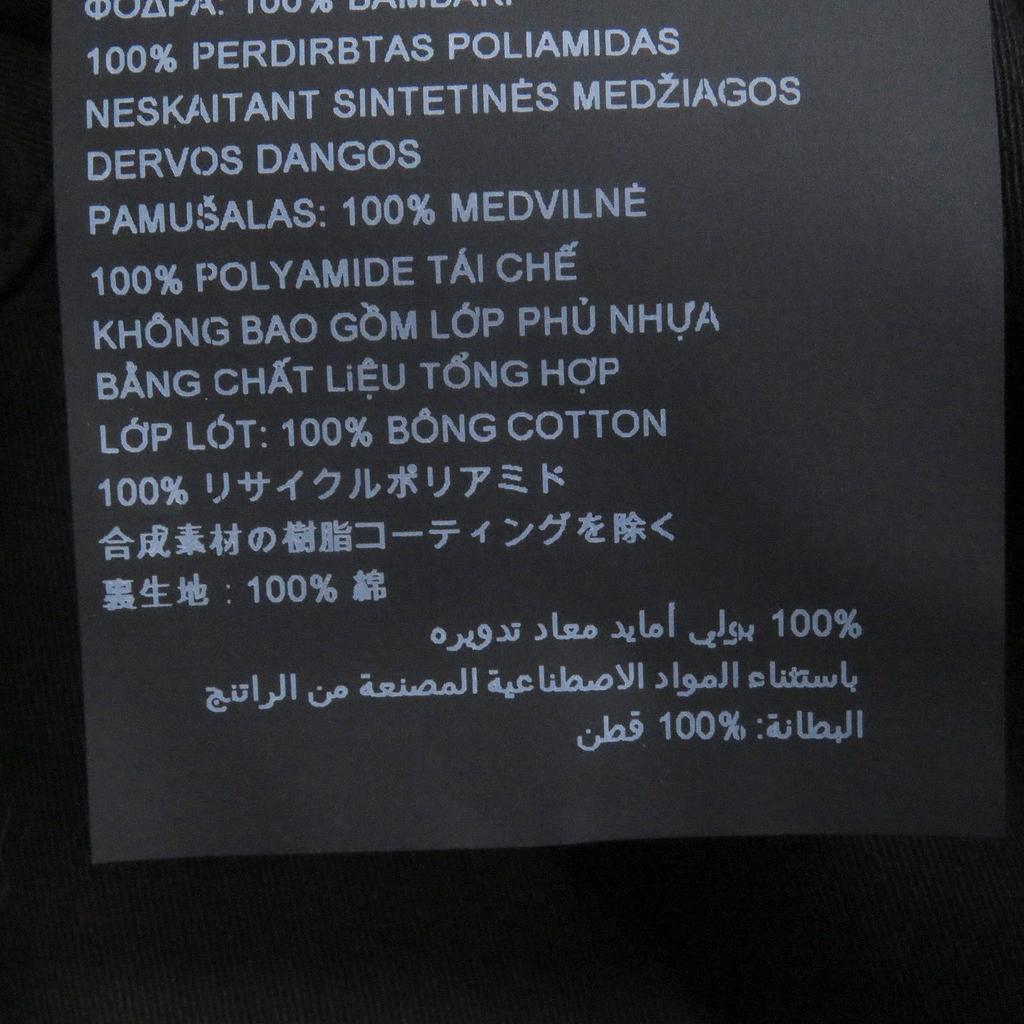 ΦΟΔΡΑ: 100% ΒΑΜΒΑΚΙ
100% PERDIRBTAS POLIAMIDAS
NESKAITANT SINTETINĖS MEDŽIAGOS
DERVOS DANGOS
PAMUŠALAS: 100% MEDVILNĖ
100% POLYAMIDE TÁI CHẾ
KHÔNG BAO GỒM LỚP PHỦ NHỰA
BẰNG CHẤT LIỆU TỔNG HỢP
LỚP LÓT: 100% BÔNG COTTON
100% リサイクルポリアミド
合成素材の樹脂コーティングを除く
裏生地 : 100% 綿
100% بولي أمايد معاد تدويره
باستثناء المواد الاصطناعية المصنعة من الراتنج
البطانة: 100% قطن